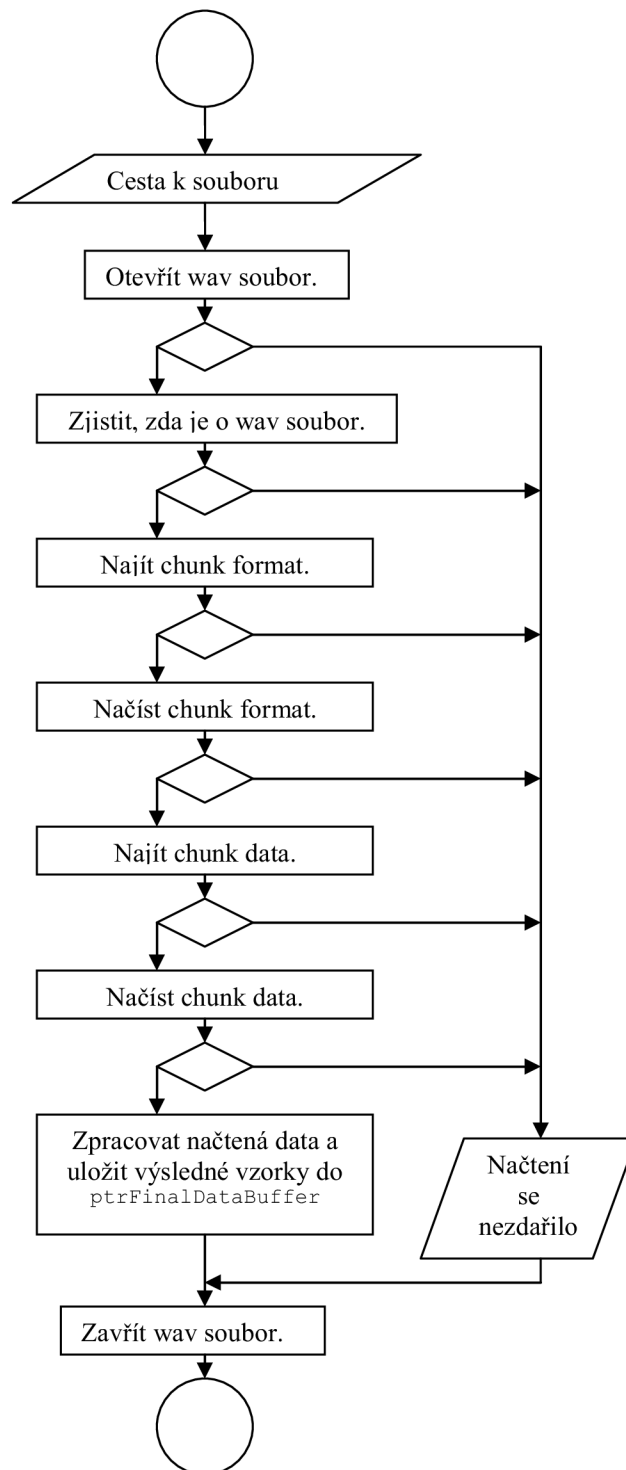 Cesta k souboru
Otevřít wav soubor.
Zjistit, zda je o wav soubor.
Najít chunk format.
Načíst chunk format.
Najít chunk data.
Načíst chunk data.
Zpracovat načtená data a
uložit výsledné vzorky do
ptrFinalDataBuffer
Načtení
se
nezdařilo
Zavřít wav soubor.